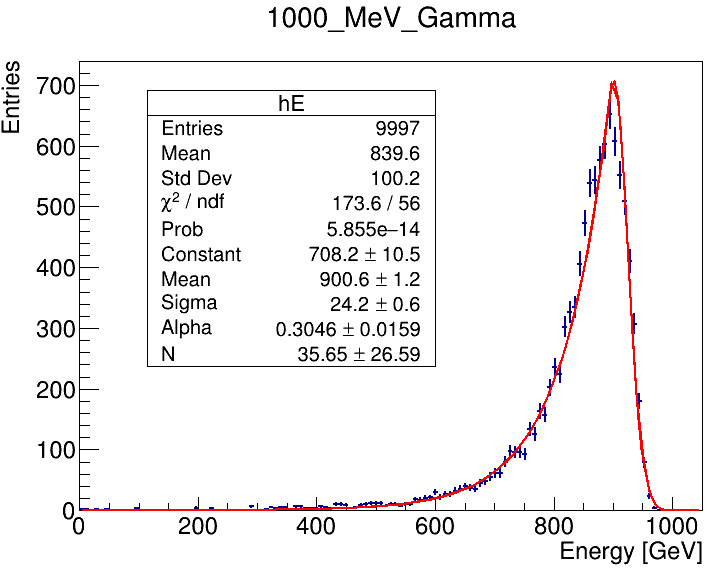 1000_MeV_Gamma
Entries
700
600
500
400
300
200
100
0
hE
Entries 9997
Mean 839.6
Std Dev 100.2
χ² / ndf 173.6 / 56
Prob 5.855e−14
Constant 708.2 ± 10.5
Mean 900.6 ± 1.2
Sigma 24.2 ± 0.6
Alpha 0.3046 ± 0.0159
N 35.65 ± 26.59
0 200 400 600 800 1000
Energy [GeV]